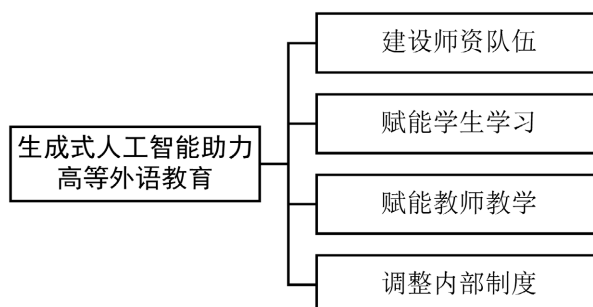 生成式人工智能助力
高等外语教育
建设师资队伍
赋能学生学习
赋能教师教学
调整内部制度